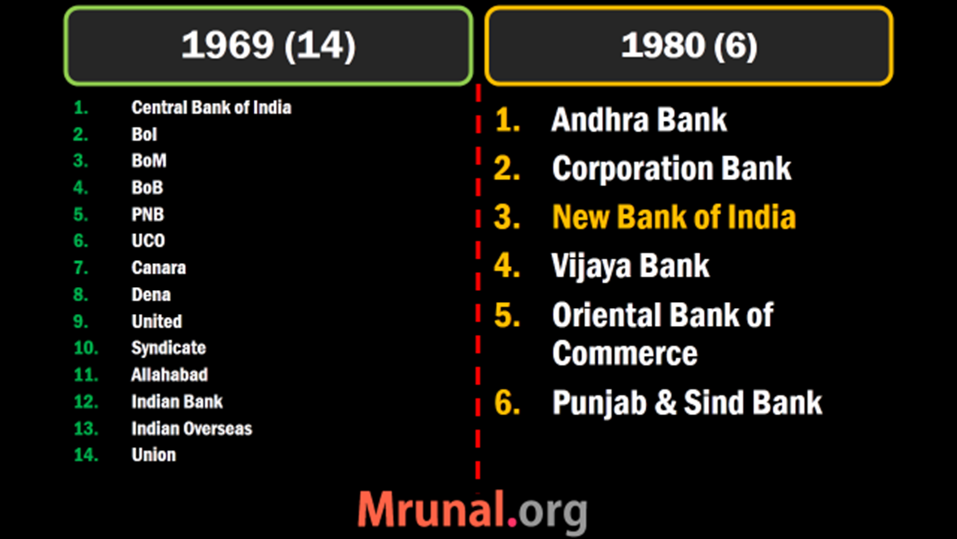 1969 (14)
1. Central Bank of India
2. BoI
3. BoM
4. BoB
5. PNB
6. UCO
7. Canara
8. Dena
9. United
10. Syndicate
11. Allahabad
12. Indian Bank
13. Indian Overseas
14. Union
1980 (6)
1. Andhra Bank
2. Corporation Bank
3. New Bank of India
4. Vijaya Bank
5. Oriental Bank of
Commerce
6. Punjab & Sind Bank
Mrunal.org